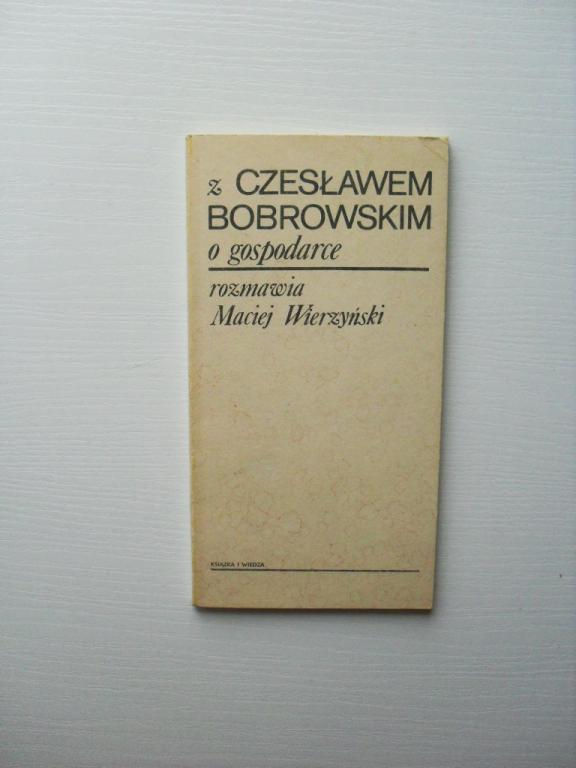 z CZESŁAWEM
BOBROWSKIM
o gospodarce
rozmawia
Maciej Wierzyński
KSIĄŻKA I WIEDZA